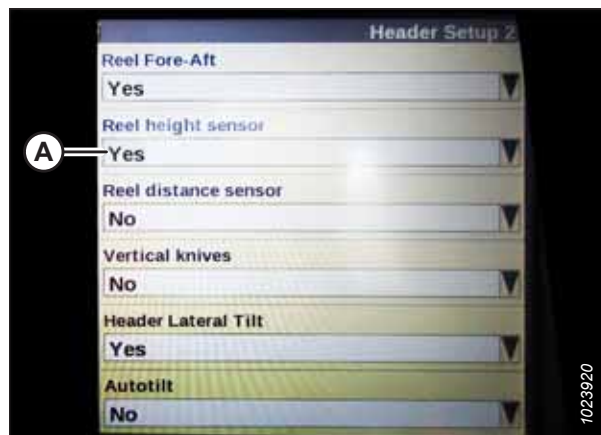 Header Setup 2
Reel Fore-Aft
Yes
Reel height sensor
A
Yes
Reel distance sensor
No
Vertical knives
No
Header Lateral Tilt
Yes
Autotilt
No
1023920